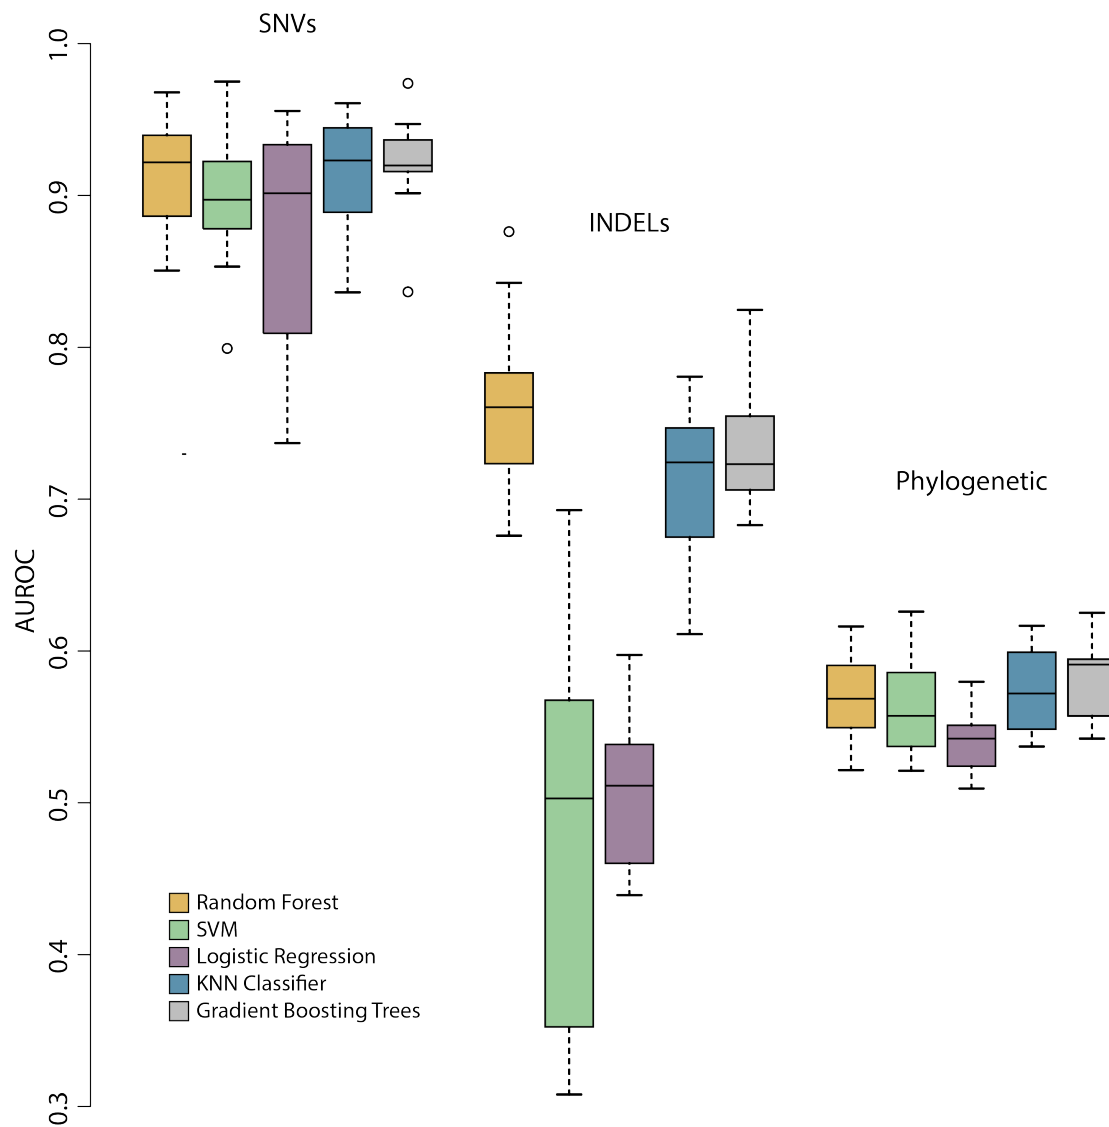 SNVs
1.0
0.9
INDELs
0.8
0.7
Phylogenetic
AUROC
0.6
0.5
Random Forest
SVM
0.4
Logistic Regression
KNN Classifier
Gradient Boosting Trees
0.3